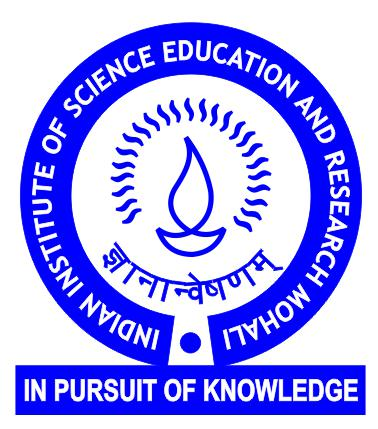 INDIAN INSTITUTE OF SCIENCE EDUCATION AND RESEARCH MOHALI
ज्ञानान्वेषणम्
IN PURSUIT OF KNOWLEDGE